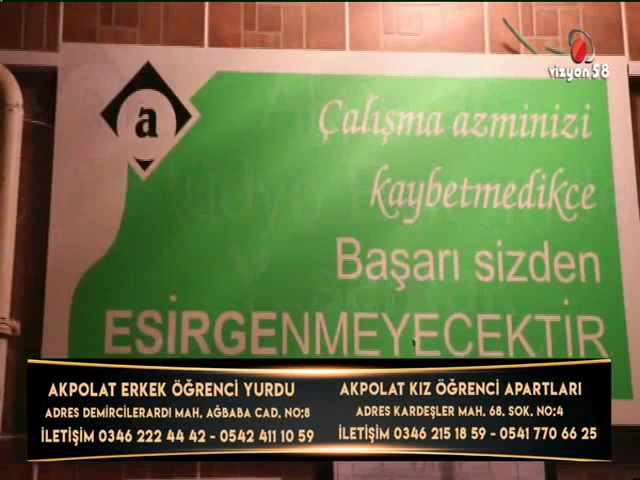 vizyon 58
a
Çalışma azminizi
kaybetmedikçe
Başarı sizden
ESİRGENMEYECEKTİR
AKPOLAT ERKEK ÖĞRENCİ YURDU
ADRES DEMİRCİLERARDI MAH, AĞBABA CAD, NO;8
İLETİŞİM 0346 222 44 42 - 0542 411 10 59
AKPOLAT KIZ ÖĞRENCİ APARTLARI
ADRES KARDEŞLER MAH, 68. SOK, NO;4
İLETİŞİM 0346 215 18 59 - 0541 770 66 25